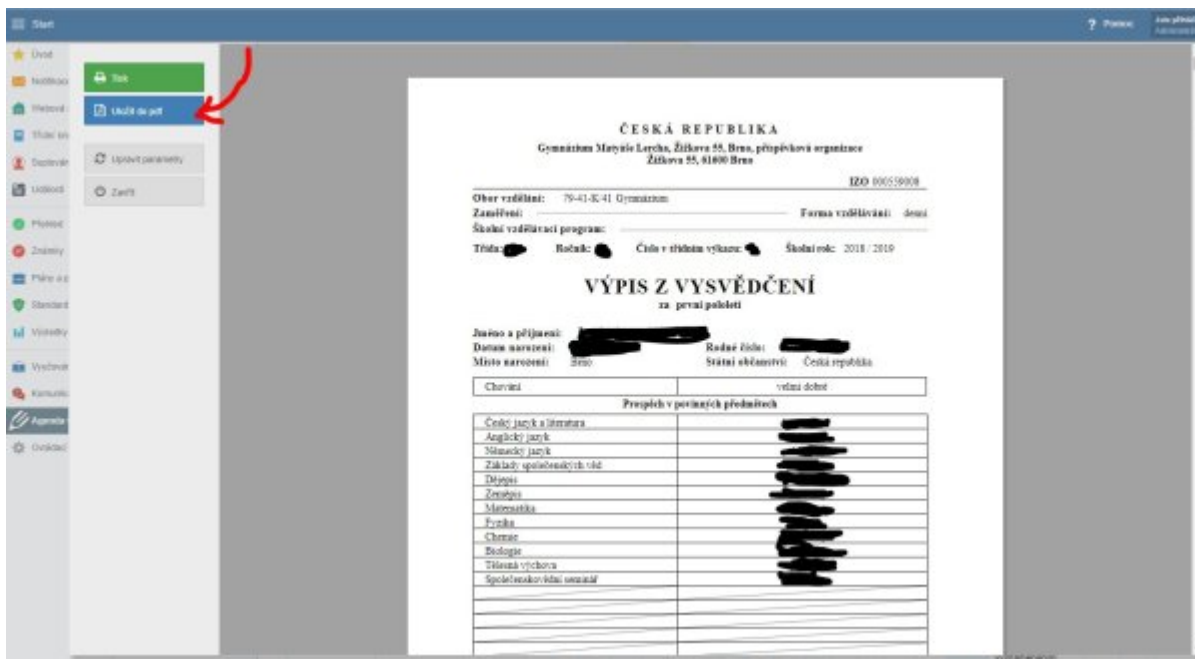 Start
? Pomoc
Úvod
Tisk
Uložit do pdf
Upravit parametry
Zavřít
Známky
ČESKÁ REPUBLIKA
Gymnázium Matyáše Lercha, Žižkova 55, Brno, příspěvková organizace
Žižkova 55, 61600 Brno
IZO 000559008
Obor vzdělání: 79-41-K/41 Gymnázium
Zaměření: Forma vzdělávání: denní
Školní vzdělávací program:
Třída: Ročník: Číslo v třídním výkazu: Školní rok: 2018/2019
VÝPIS Z VYSVĚDČENÍ
za první pololetí
Jméno a příjmení:
Datum narození: Rodné číslo:
Místo narození: Brno Státní občanství: Česká republika
Chování velmi dobré
Prospěch v povinných předmětech
Český jazyk a literatura
Anglický jazyk
Německý jazyk
Základy společenských věd
Dějepis
Zeměpis
Matematika
Fyzika
Chemie
Biologie
Tělesná výchova
Společenskovědní seminář